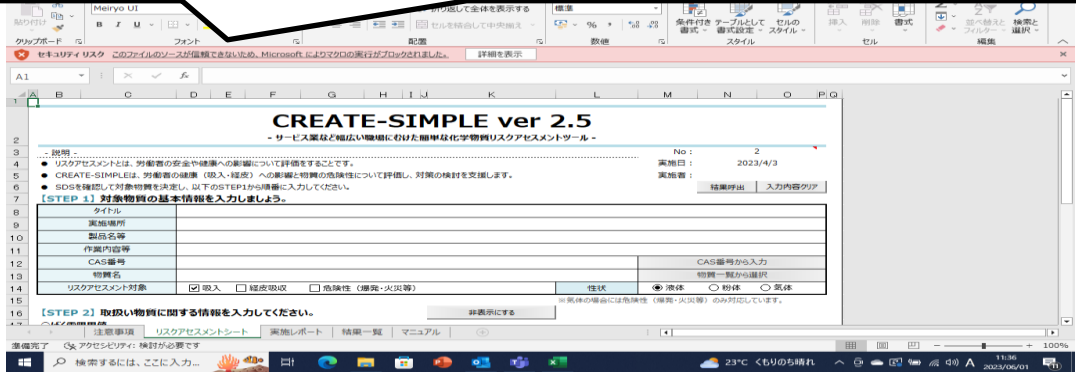 Meiryo UI
折り返して全体を表示する
標準
貼り付け
B I U
セルを結合して中央揃え
% ,
条件付き書式 テーブルとして書式設定 セルのスタイル
挿入 削除 書式
並べ替えとフィルター 検索と選択
クリップボード フォント 配置 数値 スタイル セル 編集
セキュリティ リスク このファイルのソースが信頼できないため、Microsoft によりマクロの実行がブロックされました。 詳細を表示
A1 fx
A B C D E F G H I J K L M N O P Q
1
CREATE-SIMPLE ver 2.5
2 - サービス業など幅広い職場にむけた簡単な化学物質リスクアセスメントツール -
3 - 説明 - No： 2
4 ● リスクアセスメントとは、労働者の安全や健康への影響について評価をすることです。 実施日： 2023/4/3
5 ● CREATE-SIMPLEは、労働者の健康（吸入・経皮）への影響と物質の危険性について評価し、対策の検討を支援します。 実施者：
6 ● SDSを確認して対象物質を決定し、以下のSTEP1から順番に入力してください。 結果呼出 入力内容クリア
7 【STEP 1】対象物質の基本情報を入力しましょう。
8 タイトル
9 実施場所
10 製品名等
11 作業内容等
12 CAS番号 CAS番号から入力
13 物質名 物質一覧から選択
14 リスクアセスメント対象 吸入 経皮吸収 危険性（爆発・火災等） 性状 液体 粉体 気体
15 ※気体の場合には危険性（爆発・火災等）のみ対応しています。
16 【STEP 2】取扱い物質に関する情報を入力してください。 非表示にする
17
注意事項 リスクアセスメントシート 実施レポート 結果一覧 マニュアル
準備完了 アクセシビリティ: 検討が必要です 100%
検索するには、ここに入力... 23°C くもりのち晴れ A 11:36
2023/06/01